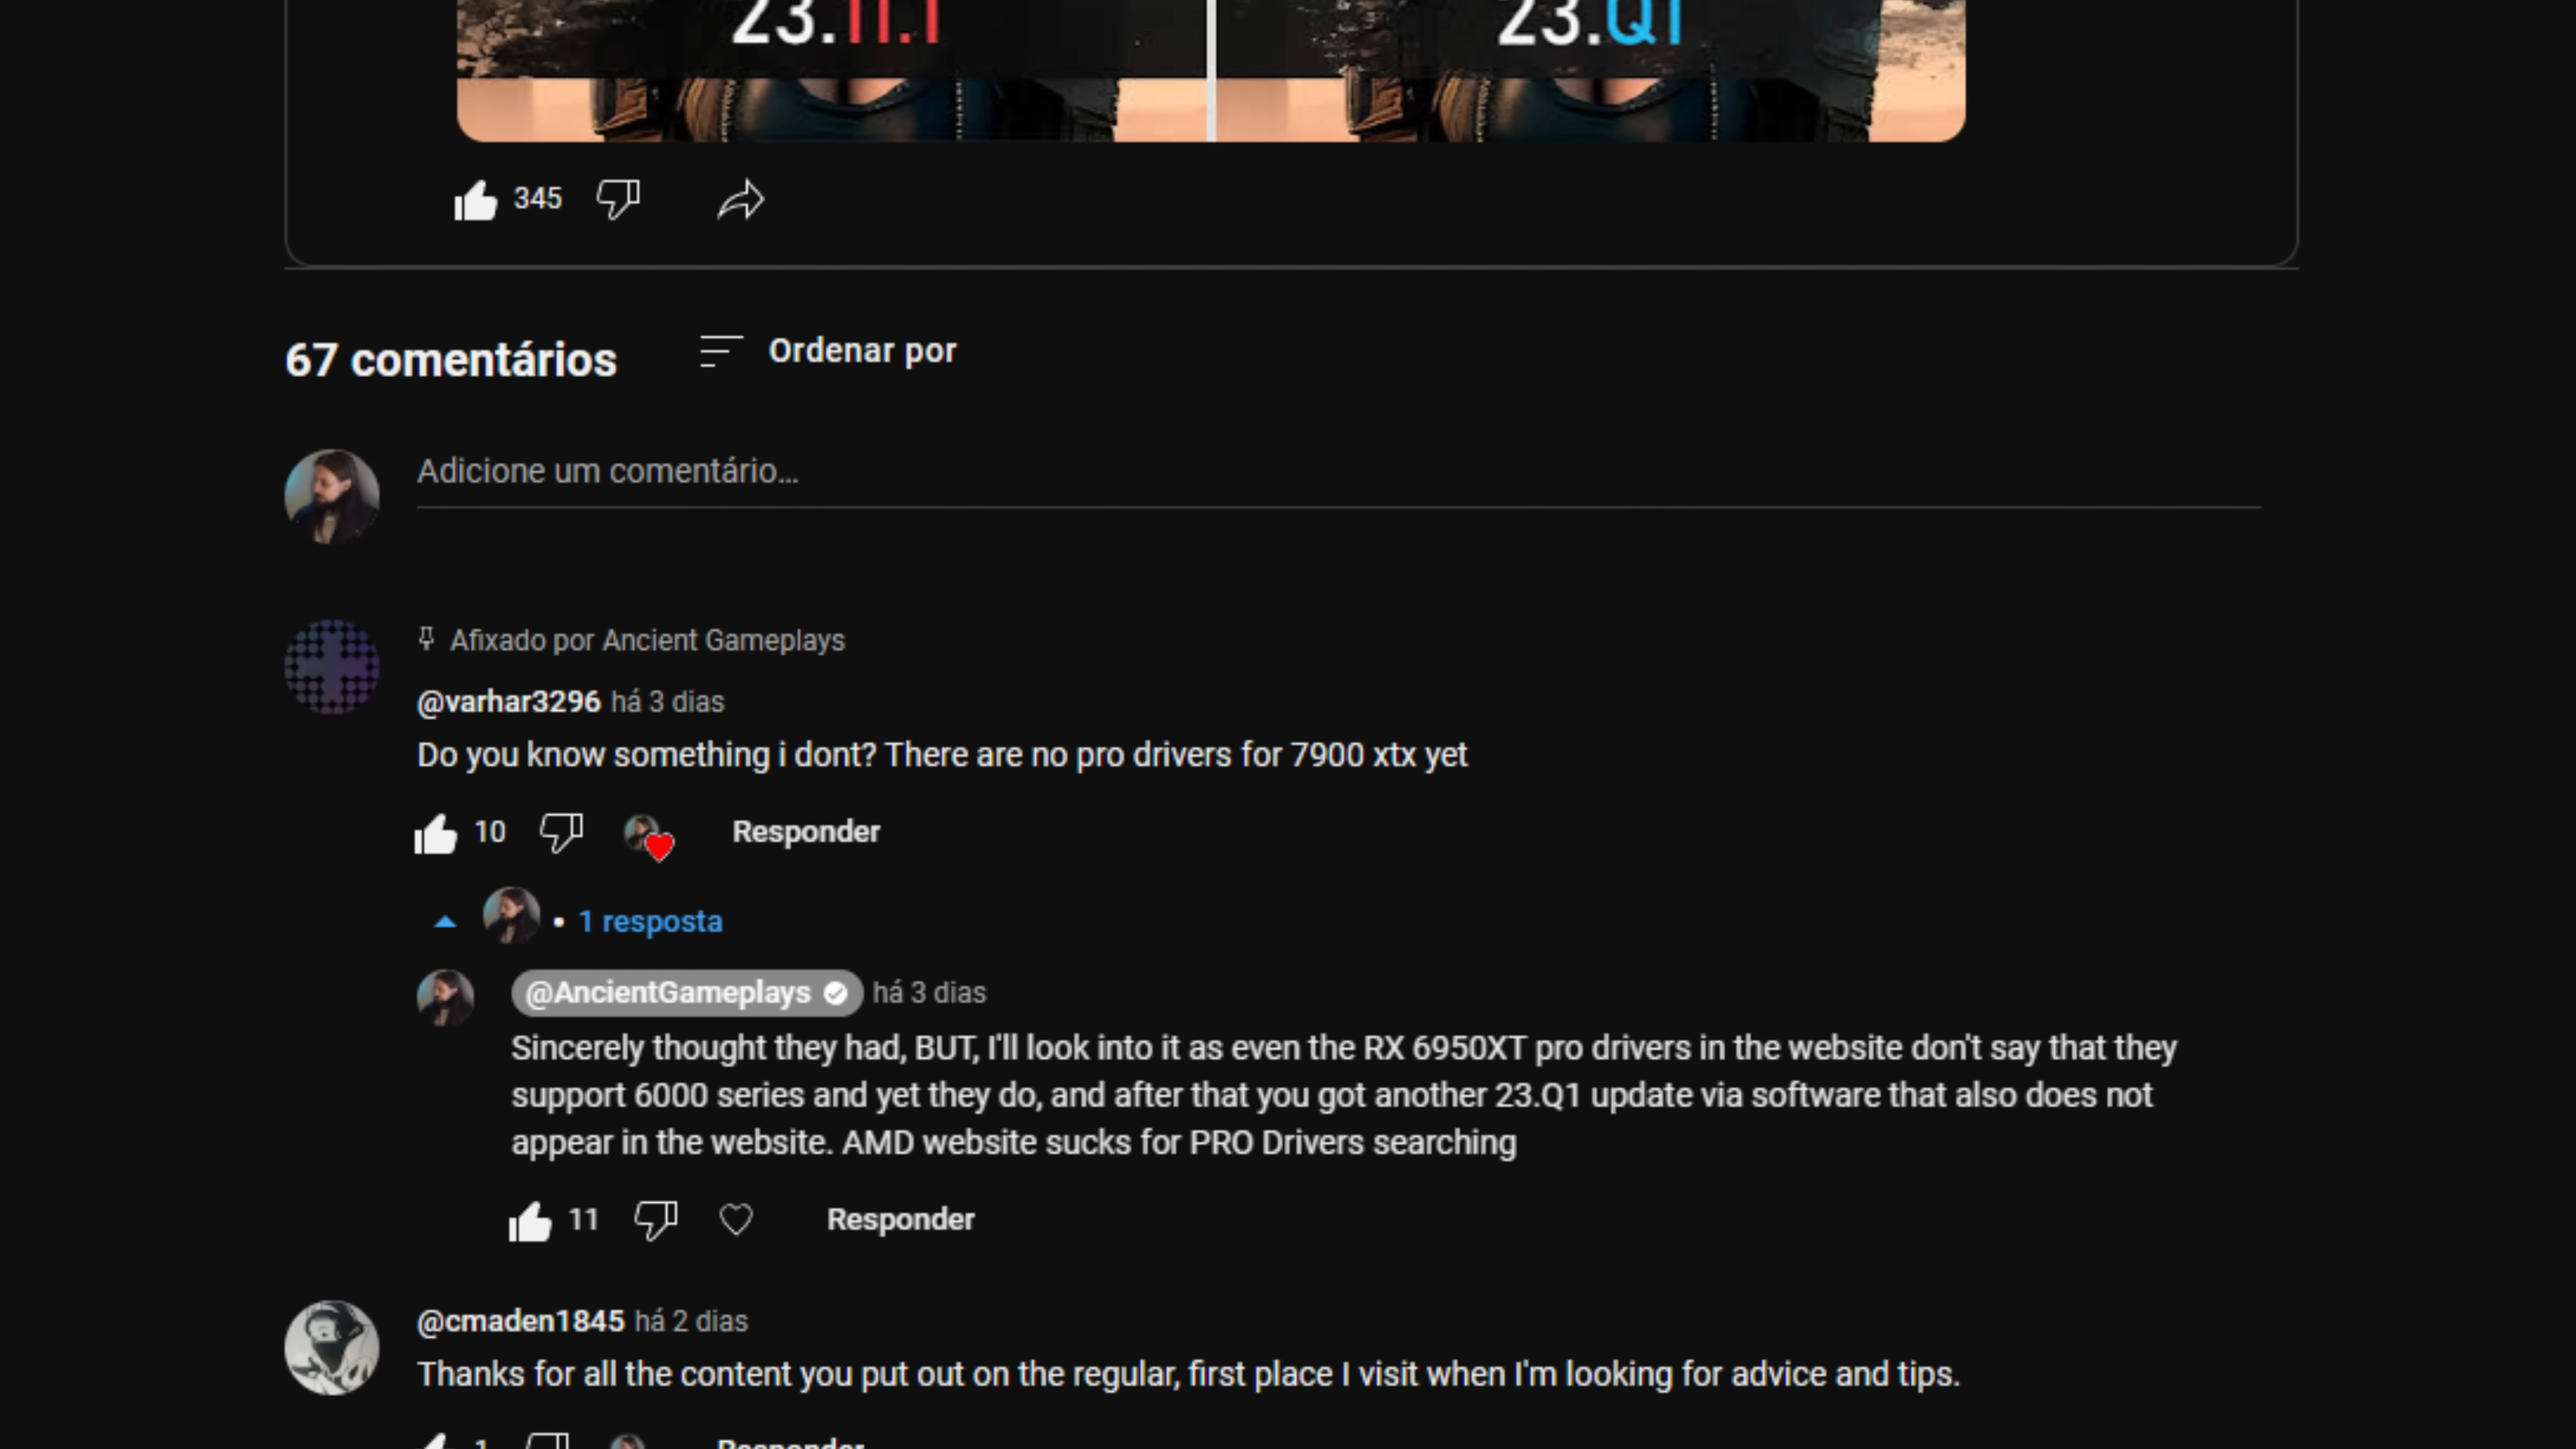 23.11.1
23.Q1
345
67 comentários
Ordenar por
Adicione um comentário...
Afixado por Ancient Gameplays
@varhar3296 há 3 dias
Do you know something i dont? There are no pro drivers for 7900 xtx yet
10
Responder
• 1 resposta
@AncientGameplays há 3 dias
Sincerely thought they had, BUT, I'll look into it as even the RX 6950XT pro drivers in the website don't say that they
support 6000 series and yet they do, and after that you got another 23.Q1 update via software that also does not
appear in the website. AMD website sucks for PRO Drivers searching
11
Responder
@cmaden1845 há 2 dias
Thanks for all the content you put out on the regular, first place I visit when I'm looking for advice and tips.
1
Responder